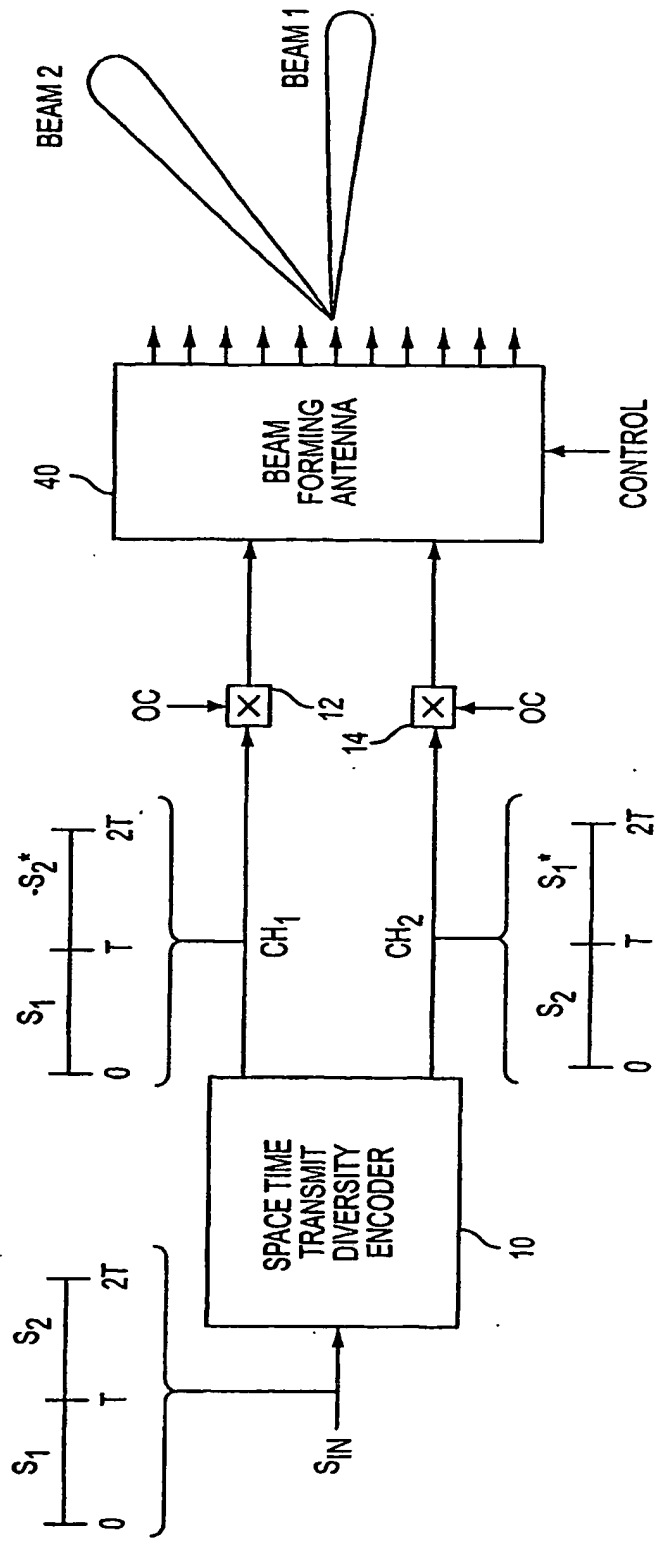 S1 S2
0 T 2T
SIN
SPACE TIME
TRANSMIT
DIVERSITY
ENCODER
10
S1 -S2*
0 T 2T
CH1
CH2
S2 S1*
0 T 2T
OC
12
14
OC
40
BEAM
FORMING
ANTENNA
CONTROL
BEAM 2
BEAM 1